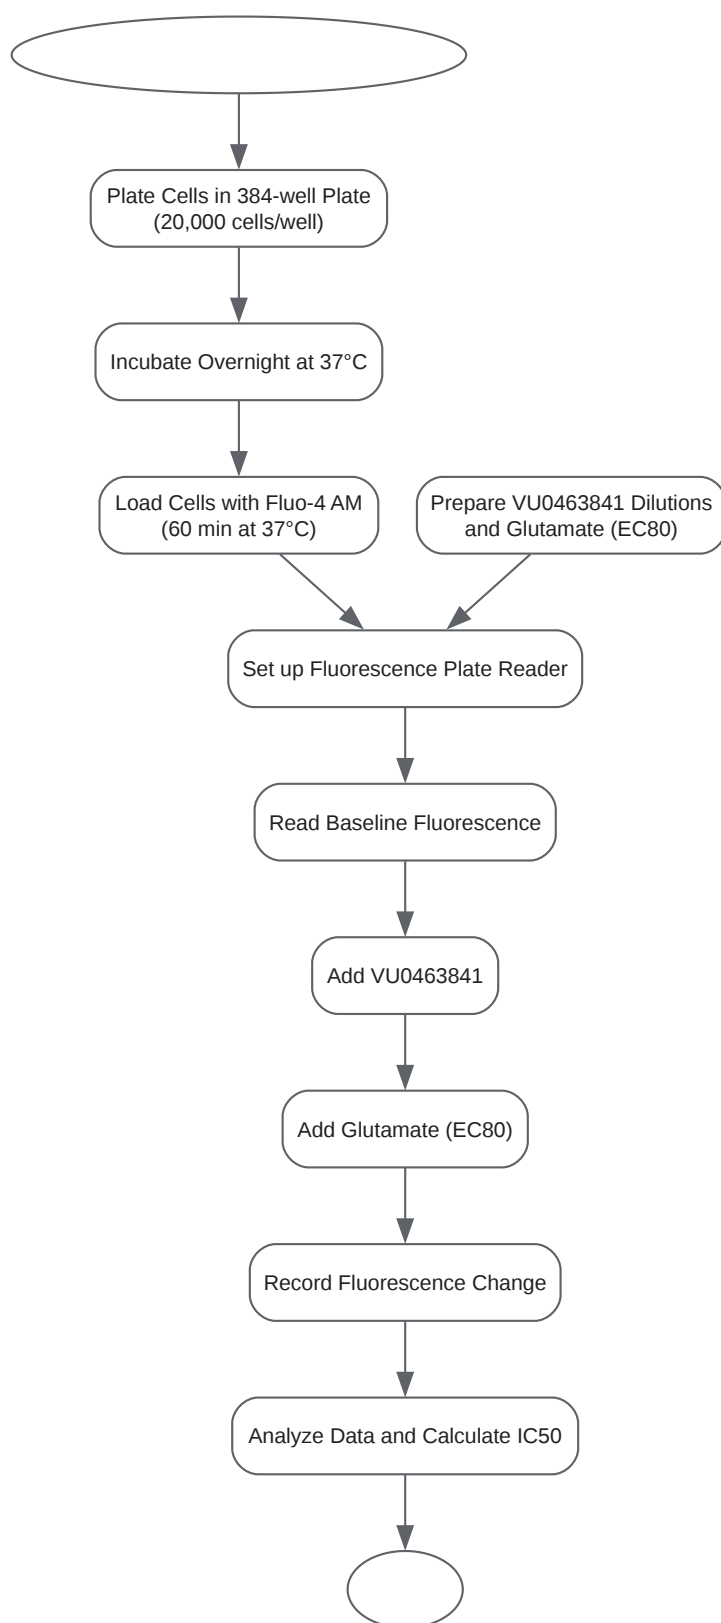 Plate Cells in 384-well Plate
(20,000 cells/well)
Incubate Overnight at 37°C
Load Cells with Fluo-4 AM
(60 min at 37°C)
Prepare VU0463841 Dilutions
and Glutamate (EC80)
Set up Fluorescence Plate Reader
Read Baseline Fluorescence
Add VU0463841
Add Glutamate (EC80)
Record Fluorescence Change
Analyze Data and Calculate IC50